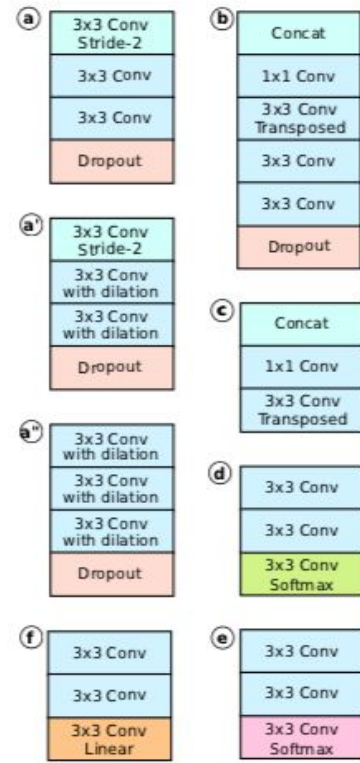 a
3x3 Conv
Stride-2
3x3 Conv
3x3 Conv
Dropout
a'
3x3 Conv
Stride-2
3x3 Conv
with dilation
3x3 Conv
with dilation
Dropout
a"
3x3 Conv
with dilation
3x3 Conv
with dilation
3x3 Conv
with dilation
Dropout
f
3x3 Conv
3x3 Conv
3x3 Conv
Linear
b
Concat
1x1 Conv
3x3 Conv
Transposed
3x3 Conv
3x3 Conv
Dropout
c
Concat
1x1 Conv
3x3 Conv
Transposed
d
3x3 Conv
3x3 Conv
3x3 Conv
Softmax
e
3x3 Conv
3x3 Conv
3x3 Conv
Softmax